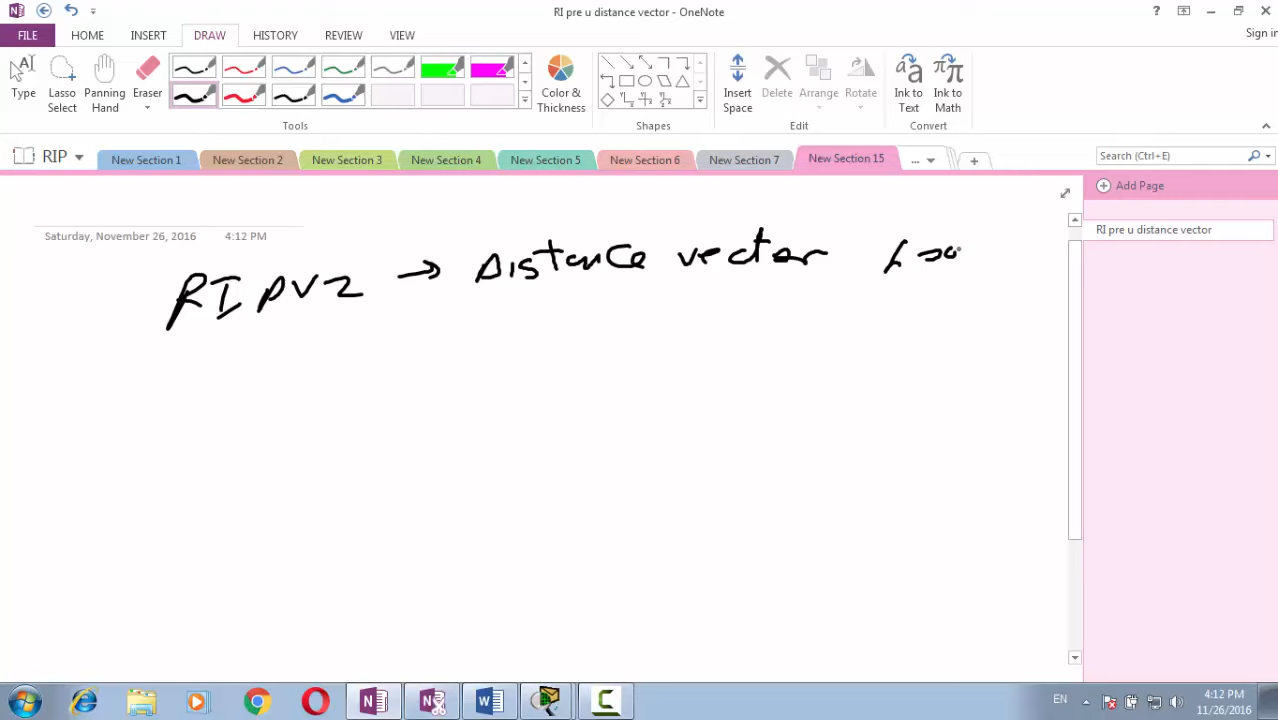 RI pre u distance vector - OneNote
? 
Sign in
FILE HOME INSERT DRAW HISTORY REVIEW VIEW
Type Lasso Select Panning Hand Eraser Color & Thickness Insert Space Delete Arrange Rotate Ink to Text Ink to Math
Tools Shapes Edit Convert
RIP New Section 1 New Section 2 New Section 3 New Section 4 New Section 5 New Section 6 New Section 7 New Section 15 ... Search (Ctrl+E)
Add Page
RI pre u distance vector
Saturday, November 26, 2016 4:12 PM
RIPV2 → Distance vector
EN 4:12 PM
11/26/2016